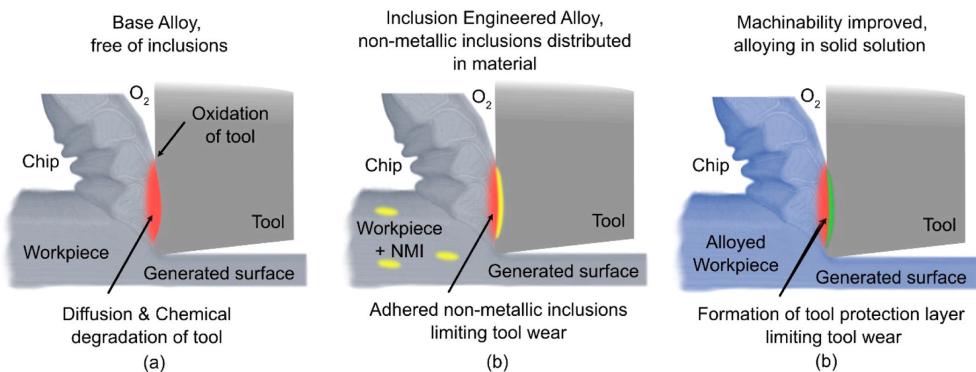 Base Alloy,
free of inclusions
O2
Oxidation
of tool
Chip
Tool
Workpiece
Generated surface
Diffusion & Chemical
degradation of tool
(a)
Inclusion Engineered Alloy,
non-metallic inclusions distributed
in material
O2
Chip
Workpiece
+ NMI
Tool
Generated surface
Adhered non-metallic inclusions
limiting tool wear
(b)
Machinability improved,
alloying in solid solution
O2
Chip
Tool
Alloyed
Workpiece
Generated surface
Formation of tool protection layer
limiting tool wear
(b)